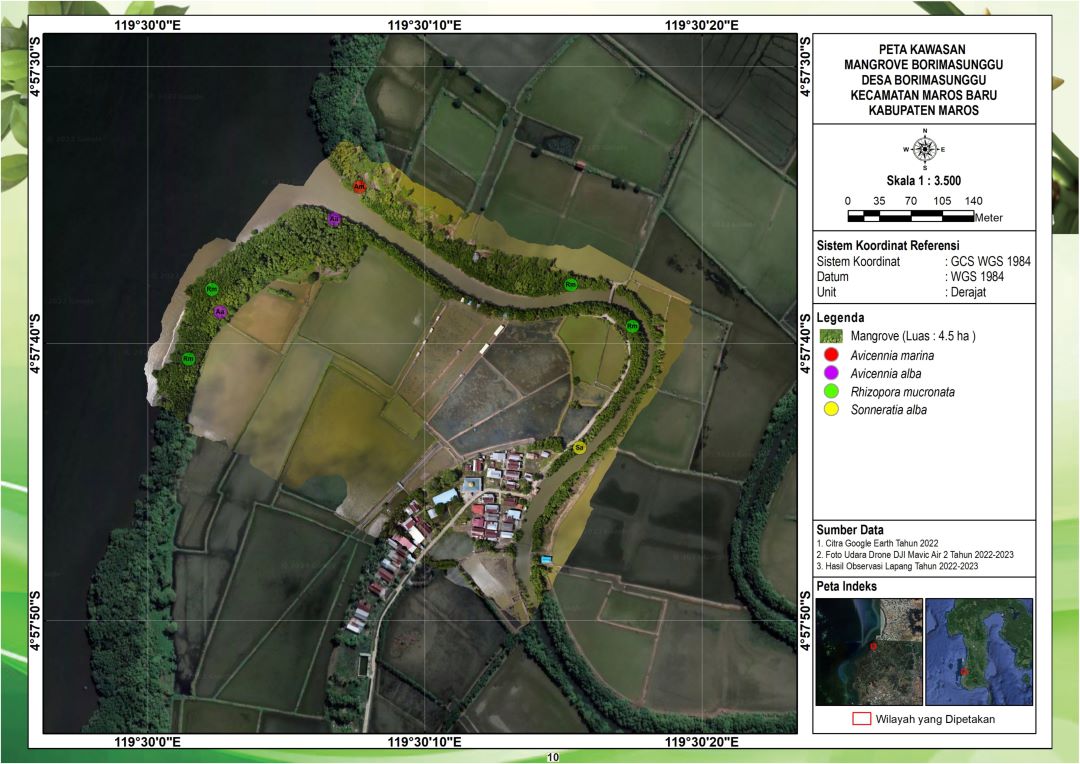 119°30'0"E
119°30'10"E
119°30'20"E
4°57'30"S
4°57'40"S
4°57'50"S
4°57'30"S
4°57'40"S
4°57'50"S
119°30'0"E
119°30'10"E
119°30'20"E
Am
Aa
Rm
Aa
Rm
Rm
Rm
Sa
PETA KAWASAN
MANGROVE BORIMASUNGGU
DESA BORIMASUNGGU
KECAMATAN MAROS BARU
KABUPATEN MAROS
N
W E
S
Skala 1 : 3.500
0 35 70 105 140
Meter
Sistem Koordinat Referensi
Sistem Koordinat : GCS WGS 1984
Datum : WGS 1984
Unit : Derajat
Legenda
Mangrove (Luas : 4.5 ha )
Avicennia marina
Avicennia alba
Rhizopora mucronata
Sonneratia alba
Sumber Data
1. Citra Google Earth Tahun 2022
2. Foto Udara Drone DJI Mavic Air 2 Tahun 2022-2023
3. Hasil Observasi Lapang Tahun 2022-2023
Peta Indeks
Wilayah yang Dipetakan
10